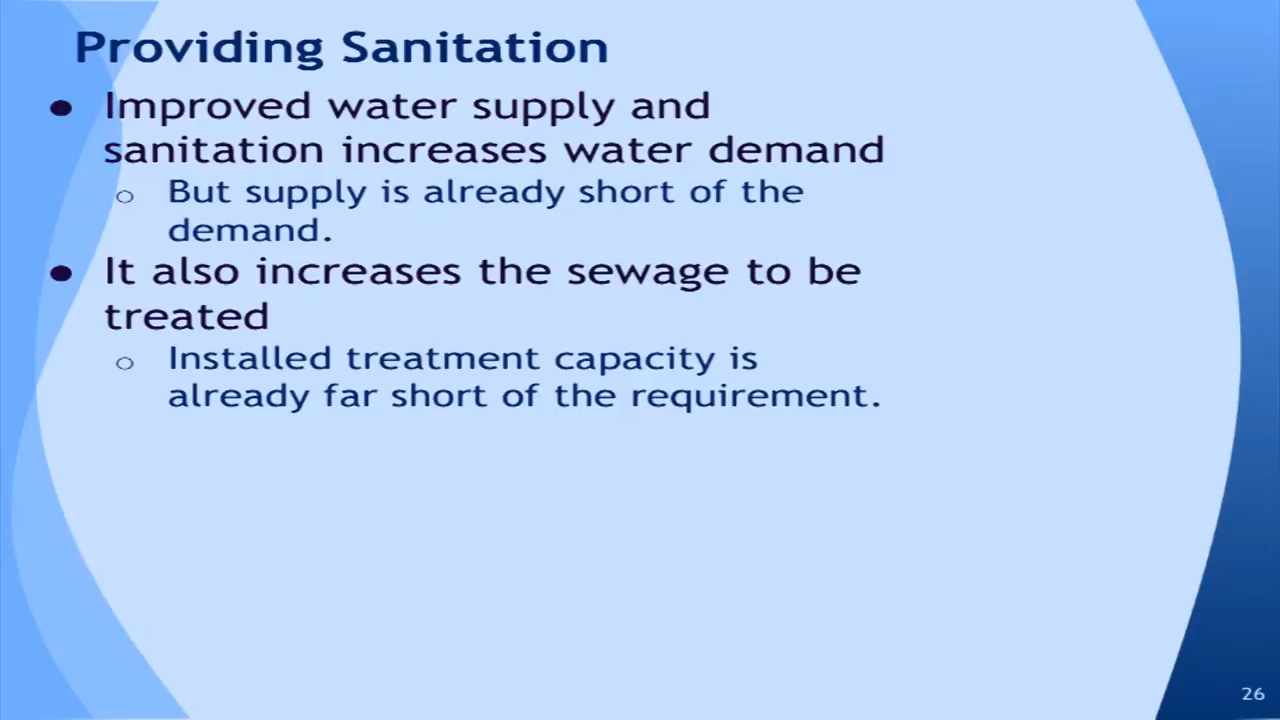 Providing Sanitation
● Improved water supply and
sanitation increases water demand
○ But supply is already short of the
demand.
● It also increases the sewage to be
treated
○ Installed treatment capacity is
already far short of the requirement.
26